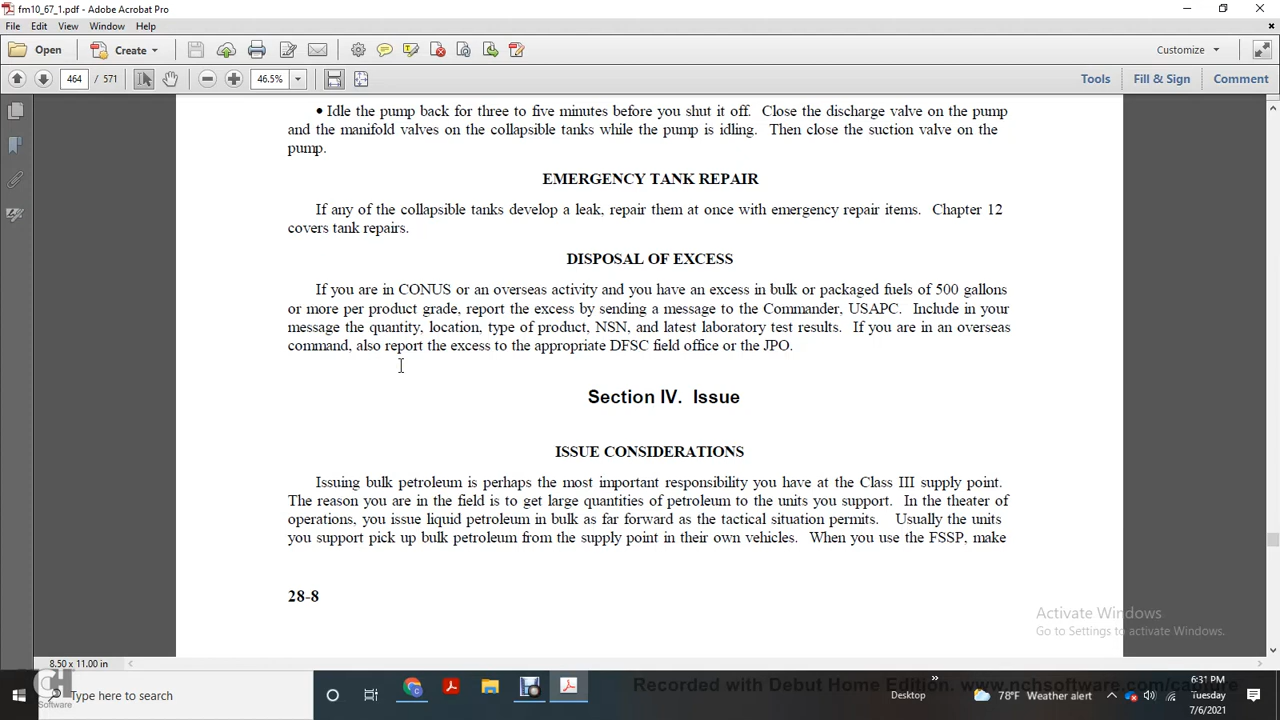 fm10_67_1.pdf - Adobe Acrobat Pro
File Edit View Window Help
Open Create Customize
464 / 571 46.5% Tools Fill & Sign Comment
• Idle the pump back for three to five minutes before you shut it off. Close the discharge valve on the pump
and the manifold valves on the collapsible tanks while the pump is idling. Then close the suction valve on the
pump.
EMERGENCY TANK REPAIR
If any of the collapsible tanks develop a leak, repair them at once with emergency repair items. Chapter 12
covers tank repairs.
DISPOSAL OF EXCESS
If you are in CONUS or an overseas activity and you have an excess in bulk or packaged fuels of 500 gallons
or more per product grade, report the excess by sending a message to the Commander, USAPC. Include in your
message the quantity, location, type of product, NSN, and latest laboratory test results. If you are in an overseas
command, also report the excess to the appropriate DFSC field office or the JPO.
Section IV. Issue
ISSUE CONSIDERATIONS
Issuing bulk petroleum is perhaps the most important responsibility you have at the Class III supply point.
The reason you are in the field is to get large quantities of petroleum to the units you support. In the theater of
operations, you issue liquid petroleum in bulk as far forward as the tactical situation permits. Usually the units
you support pick up bulk petroleum from the supply point in their own vehicles. When you use the FSSP, make
28-8
Activate Windows
Go to Settings to activate Windows.
8.50 x 11.00 in
Type here to search
Recorded with Debut Home Edition. www.nchsoftware.com/capture
Desktop
78°F Weather alert
6:31 PM
Tuesday
7/6/2021
NCH
Software